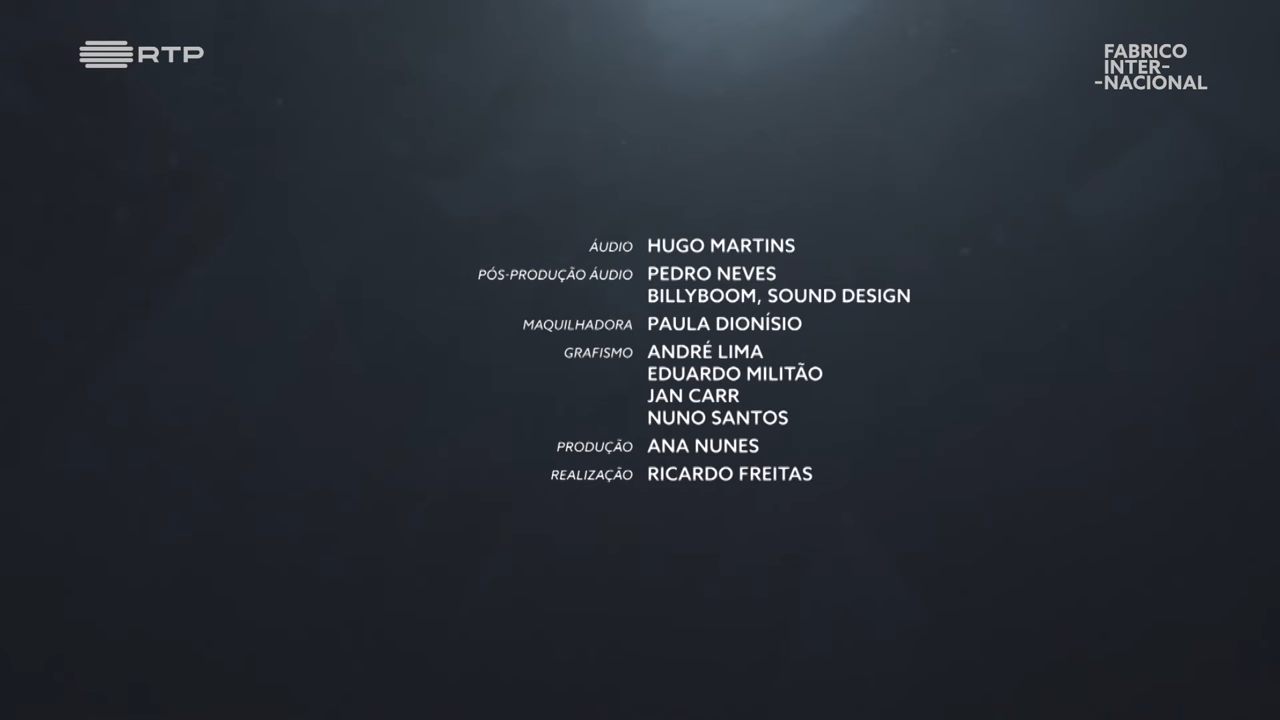 RTP
FABRICO
INTER-
-NACIONAL
ÁUDIO HUGO MARTINS
PÓS-PRODUÇÃO ÁUDIO PEDRO NEVES
BILLYBOOM, SOUND DESIGN
MAQUILHADORA PAULA DIONÍSIO
GRAFISMO ANDRÉ LIMA
EDUARDO MILITÃO
JAN CARR
NUNO SANTOS
PRODUÇÃO ANA NUNES
REALIZAÇÃO RICARDO FREITAS